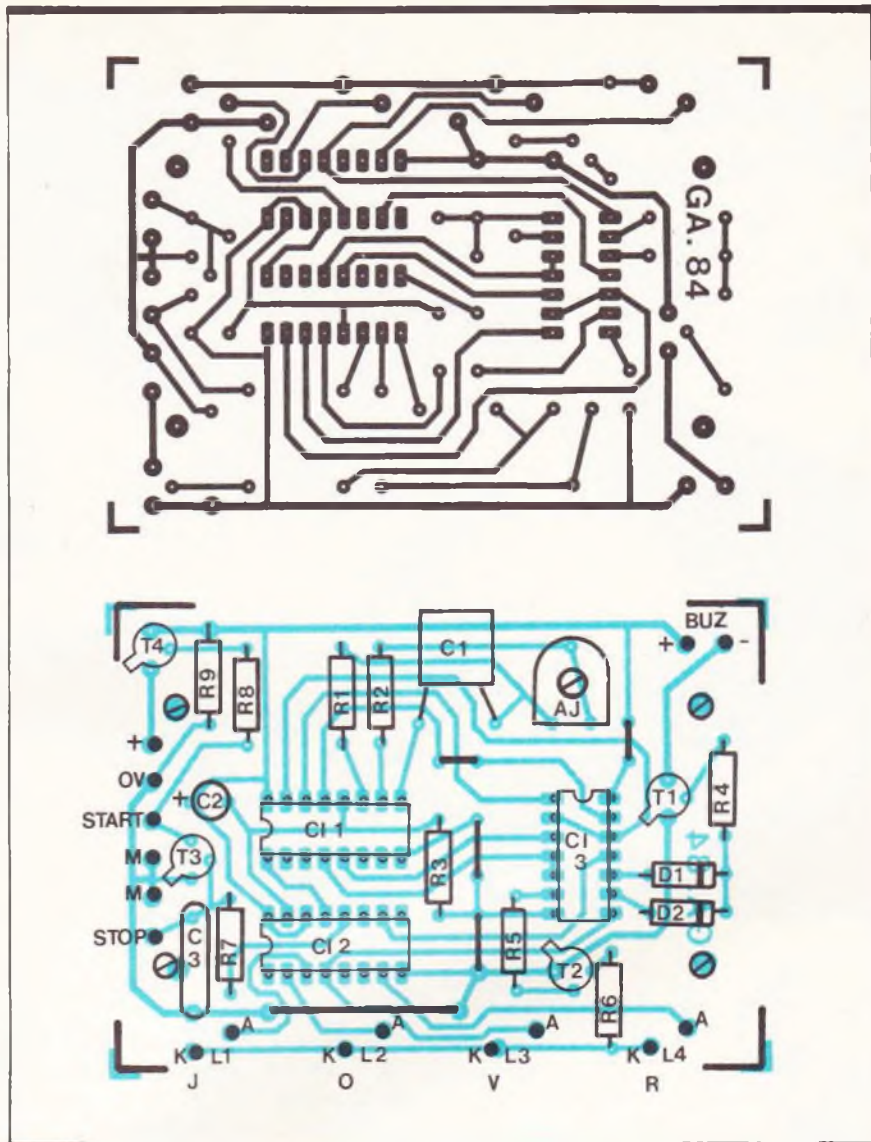 GA.84
BUZ
+ -
T4
R9
R8
R1
R2
C1
AJ
+
OV
START
M
M
STOP
+ C2
T3
C3
R7
CI 1
CI 2
R3
CI 3
R5
T1
R4
D1
D2
T2
R6
A A A A
K L1 K L2 K L3 K L4
J O V R